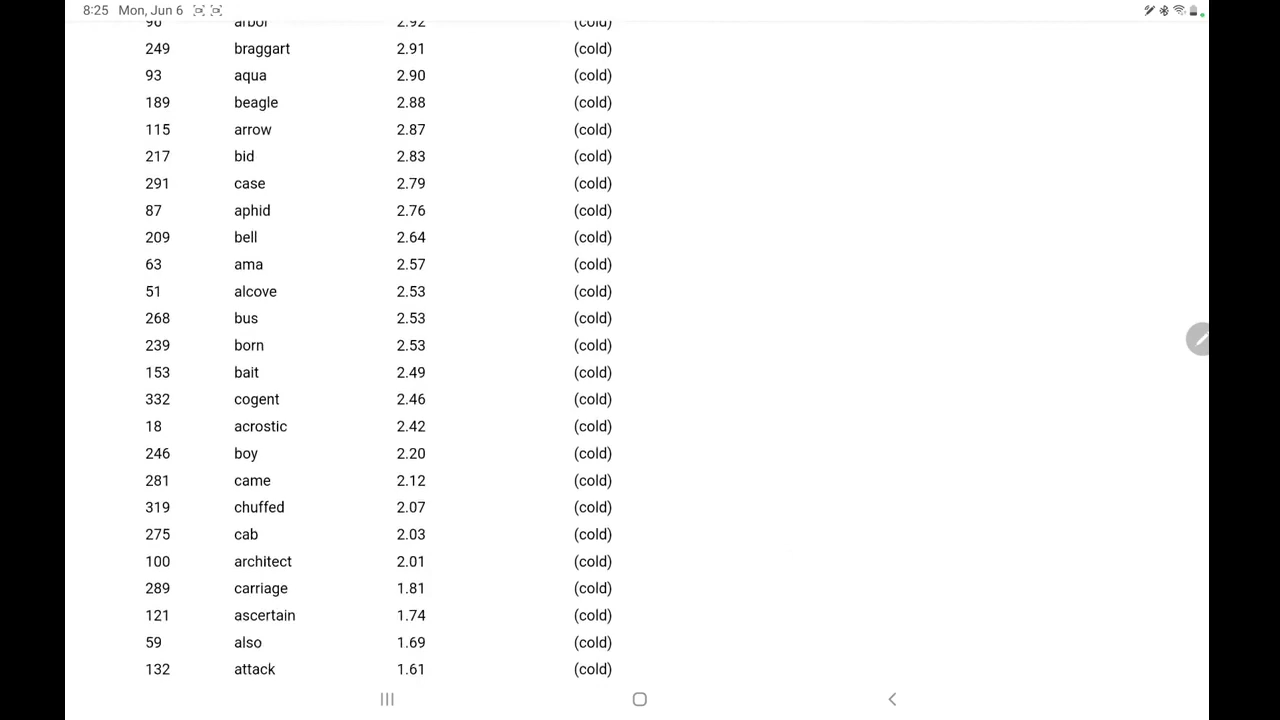 8:25 Mon, Jun 6
96 arbor 2.92 (cold)
249 braggart 2.91 (cold)
93 aqua 2.90 (cold)
189 beagle 2.88 (cold)
115 arrow 2.87 (cold)
217 bid 2.83 (cold)
291 case 2.79 (cold)
87 aphid 2.76 (cold)
209 bell 2.64 (cold)
63 ama 2.57 (cold)
51 alcove 2.53 (cold)
268 bus 2.53 (cold)
239 born 2.53 (cold)
153 bait 2.49 (cold)
332 cogent 2.46 (cold)
18 acrostic 2.42 (cold)
246 boy 2.20 (cold)
281 came 2.12 (cold)
319 chuffed 2.07 (cold)
275 cab 2.03 (cold)
100 architect 2.01 (cold)
289 carriage 1.81 (cold)
121 ascertain 1.74 (cold)
59 also 1.69 (cold)
132 attack 1.61 (cold)